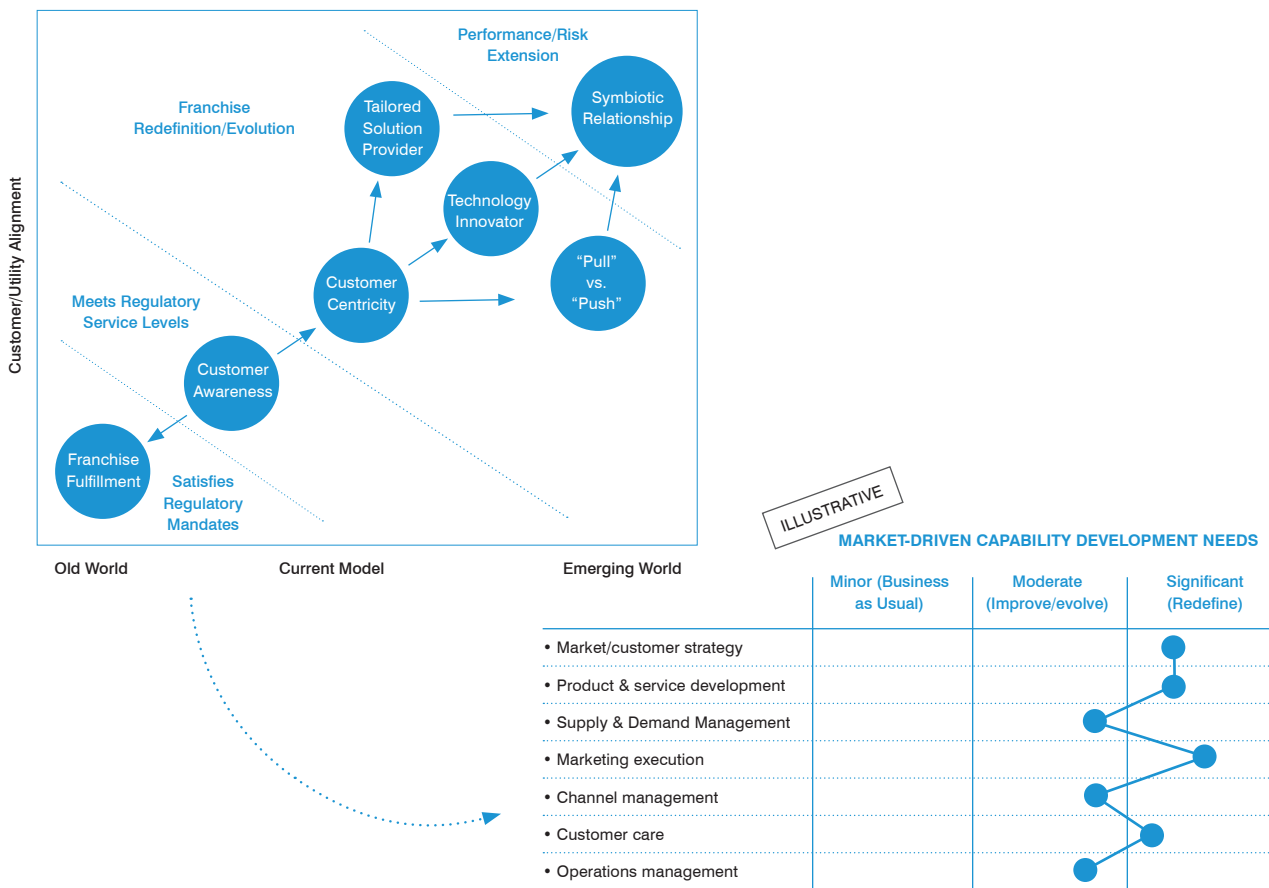 Performance/Risk
Extension
Franchise
Redefinition/Evolution
Tailored
Solution
Provider
Symbiotic
Relationship
Technology
Innovator
Customer/Utility Alignment
“Pull”
vs.
“Push”
Customer
Centricity
Meets Regulatory
Service Levels
Customer
Awareness
Franchise
Fulfillment
Satisfies
Regulatory
Mandates
Old World
Current Model
Emerging World
ILLUSTRATIVE
MARKET-DRIVEN CAPABILITY DEVELOPMENT NEEDS
Minor (Business
as Usual)
Moderate
(Improve/evolve)
Significant
(Redefine)
• Market/customer strategy
• Product & service development
• Supply & Demand Management
• Marketing execution
• Channel management
• Customer care
• Operations management